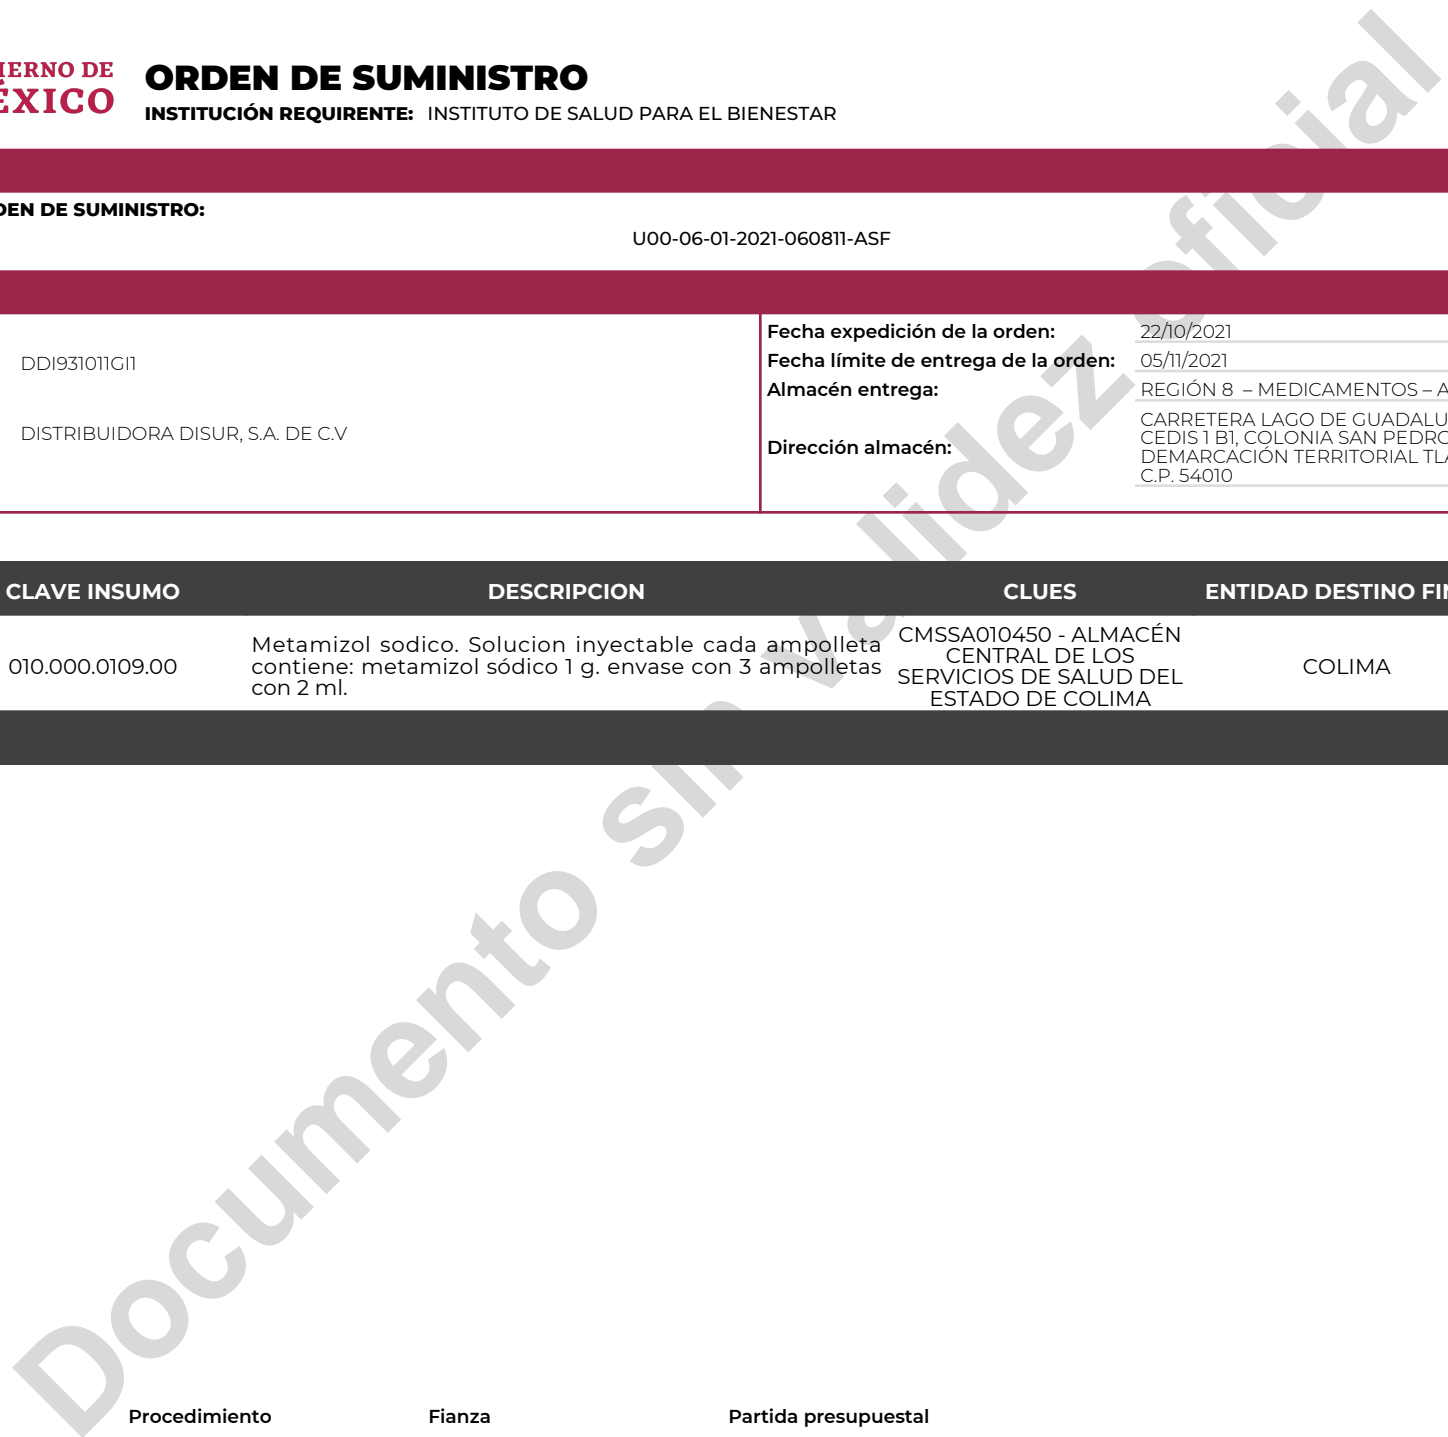 IERNO DE
ÉXICO
ORDEN DE SUMINISTRO
INSTITUCIÓN REQUIRENTE: INSTITUTO DE SALUD PARA EL BIENESTAR
DEN DE SUMINISTRO:
U00-06-01-2021-060811-ASF
DDI931011GI1
DISTRIBUIDORA DISUR, S.A. DE C.V
Fecha expedición de la orden: 22/10/2021
Fecha límite de entrega de la orden: 05/11/2021
Almacén entrega: REGIÓN 8 – MEDICAMENTOS – A
Dirección almacén:
CARRETERA LAGO DE GUADALU
CEDIS 1 B1, COLONIA SAN PEDRO
DEMARCACIÓN TERRITORIAL TLA
C.P. 54010
CLAVE INSUMO DESCRIPCION CLUES ENTIDAD DESTINO FIN
010.000.0109.00
Metamizol sodico. Solucion inyectable cada ampolleta
contiene: metamizol sódico 1 g. envase con 3 ampolletas
con 2 ml.
CMSSA010450 - ALMACÉN
CENTRAL DE LOS
SERVICIOS DE SALUD DEL
ESTADO DE COLIMA
COLIMA
Documento sin validez oficial
Procedimiento Fianza Partida presupuestal